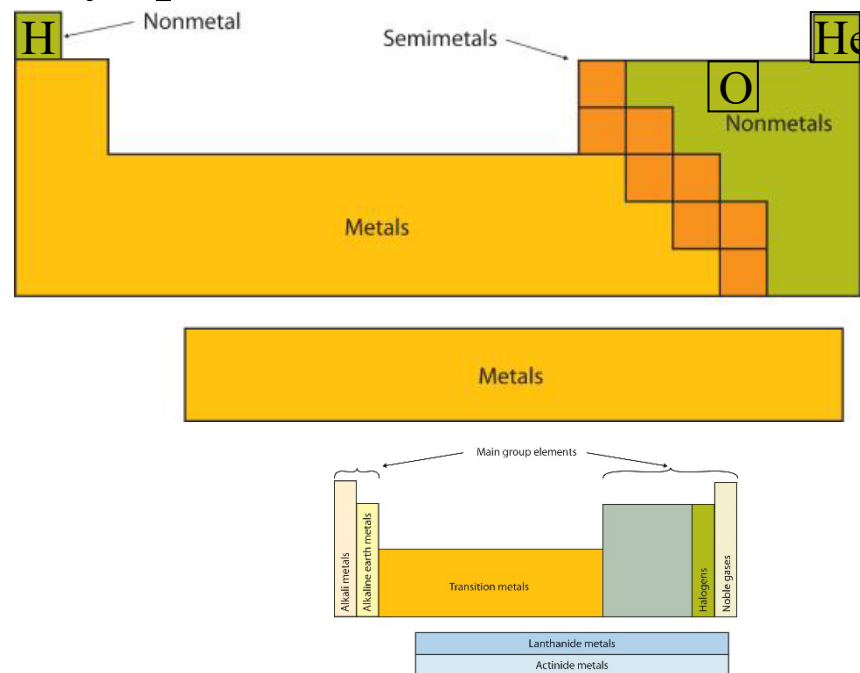 Nonmetal
H
Semimetals
He
O
Nonmetals
Metals
Metals
Main group elements
Alkali metals
Alkaline earth metals
Transition metals
Halogens
Noble gases
Lanthanide metals
Actinide metals